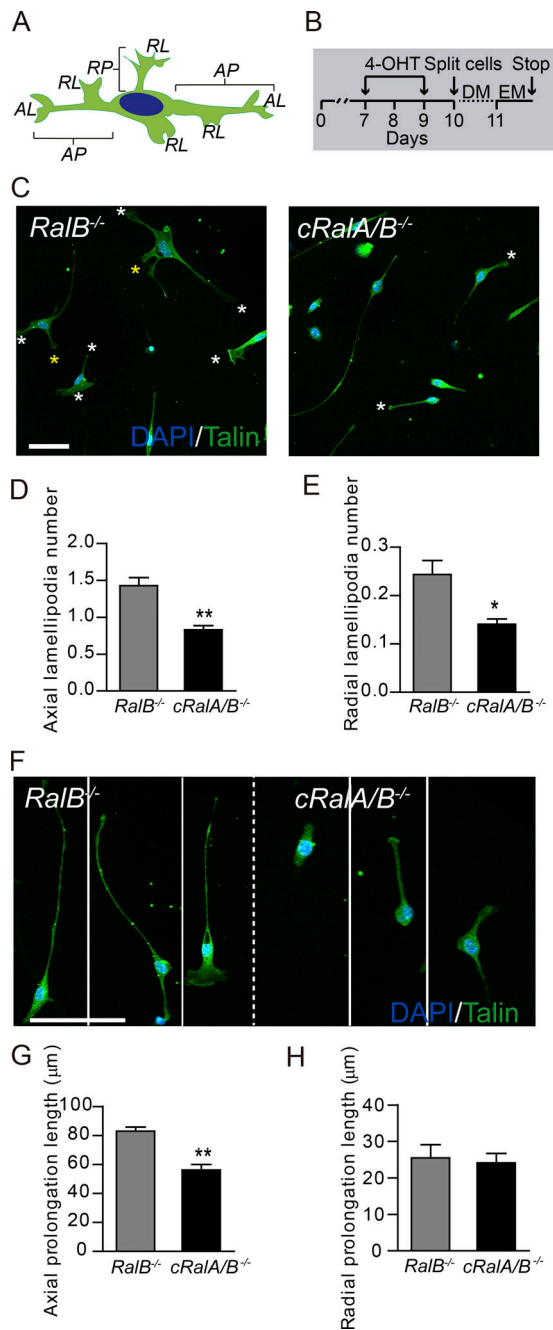 A
RL
RP
AP
RL
AL
AL
RL
AP
RL
B
4-OHT Split cells Stop
DM EM
0 7 8 9 10 11
Days
C
RalB-/-
cRalA/B-/-
*
*
*
*
*
*
*
*
*
*
DAPI/Talin
D
Axial lamellipodia number
2.0
1.5
1.0
0.5
0.0
**
RalB-/- cRalA/B-/-
E
Radial lamellipodia number
0.3
0.2
0.1
0.0
*
RalB-/- cRalA/B-/-
F
RalB-/-
cRalA/B-/-
DAPI/Talin
G
Axial prolongation length (μm)
100
80
60
40
20
0
**
RalB-/- cRalA/B-/-
H
Radial prolongation length (μm)
40
30
20
10
0
RalB-/- cRalA/B-/-